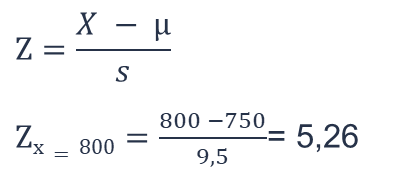 Z = (X − μ) / s
Zₓ ₌ ₈₀₀ = (800 −750) / 9,5 = 5,26